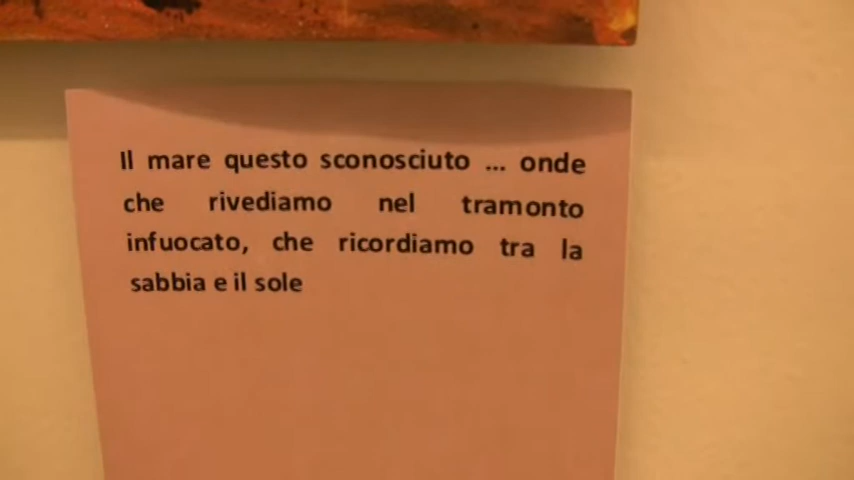 Il mare questo sconosciuto ... onde
che rivediamo nel tramonto
infuocato, che ricordiamo tra la
sabbia e il sole